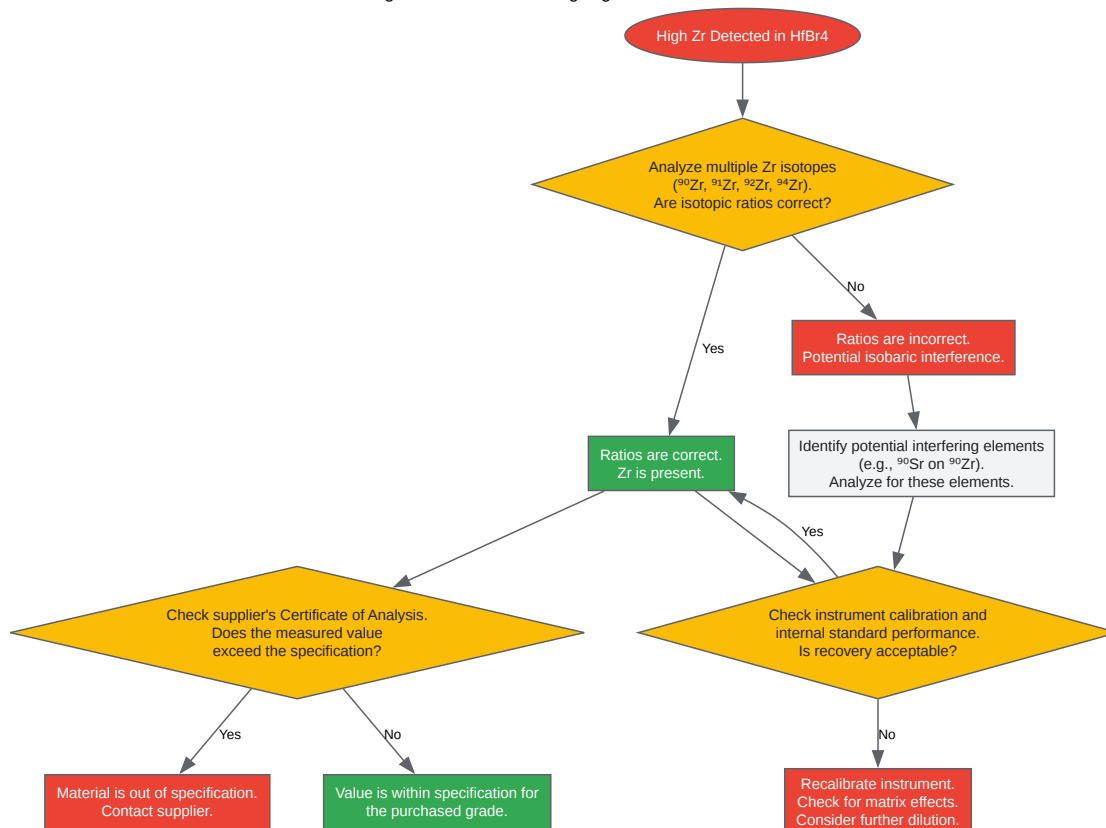 High Zr Detected in HfBr4
Analyze multiple Zr isotopes
(⁹⁰Zr, ⁹¹Zr, ⁹²Zr, ⁹⁴Zr).
Are isotopic ratios correct?
No
Yes
Ratios are incorrect.
Potential isobaric interference.
Ratios are correct.
Zr is present.
Identify potential interfering elements
(e.g., ⁹⁰Sr on ⁹⁰Zr).
Analyze for these elements.
Yes
Check supplier's Certificate of Analysis.
Does the measured value
exceed the specification?
Check instrument calibration and
internal standard performance.
Is recovery acceptable?
Yes
No
No
Material is out of specification.
Contact supplier.
Value is within specification for
the purchased grade.
Recalibrate instrument.
Check for matrix effects.
Consider further dilution.